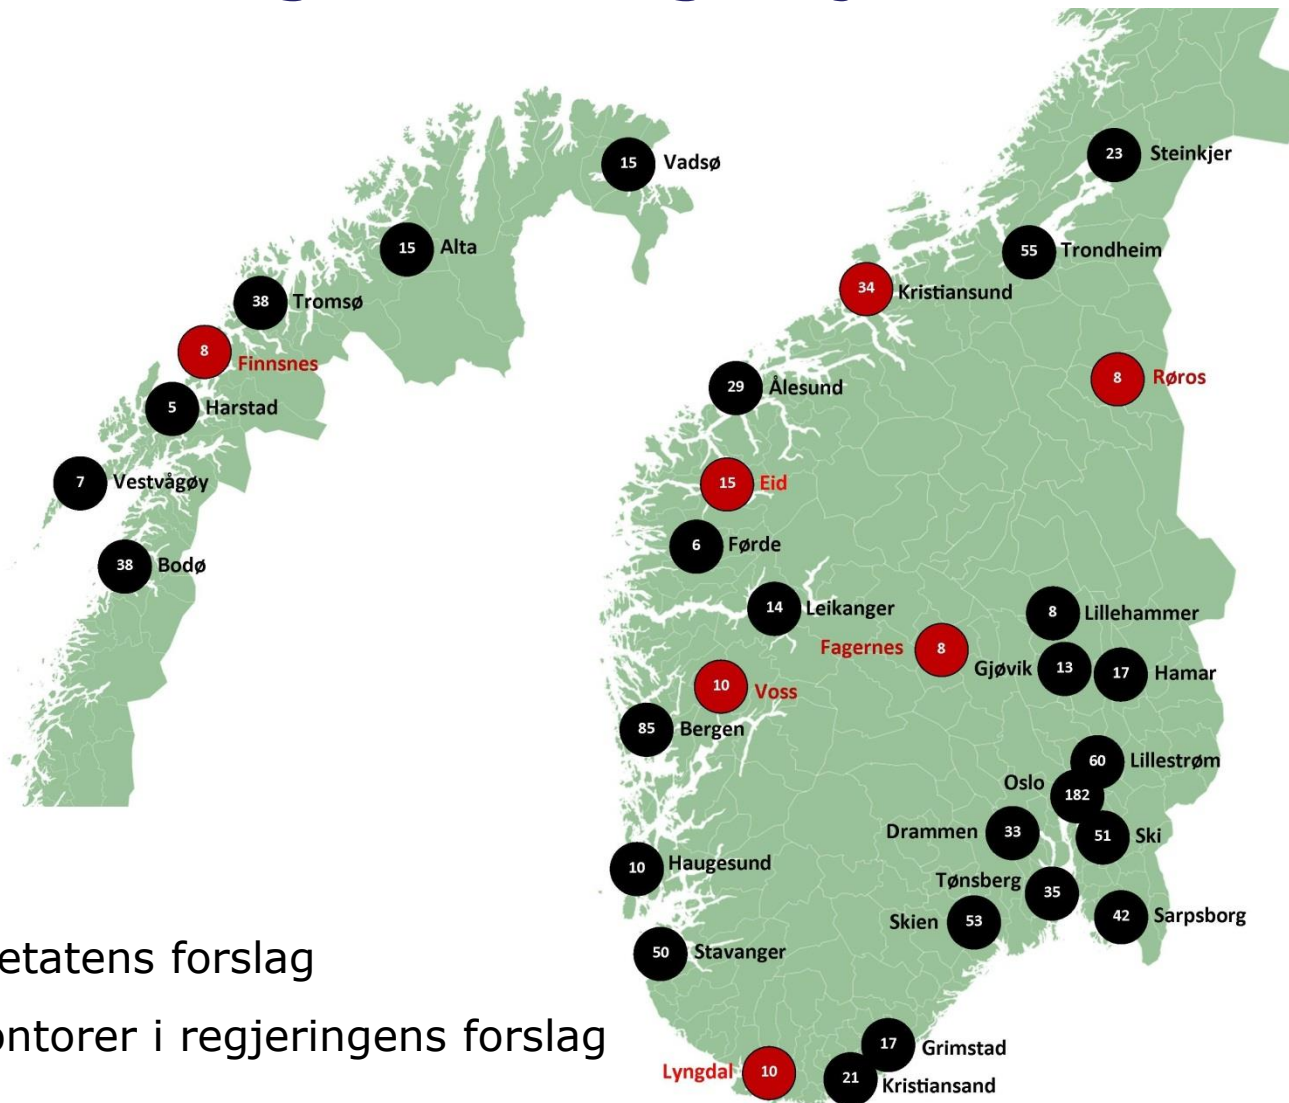 15 Vadsø
23 Steinkjer
15 Alta
55 Trondheim
38 Tromsø
34 Kristiansund
8 Finnsnes
8 Røros
29 Ålesund
5 Harstad
7 Vestvågøy
15 Eid
6 Førde
38 Bodø
14 Leikanger
8 Lillehammer
Fagernes 8
Gjøvik 13
17 Hamar
10 Voss
85 Bergen
60 Lillestrøm
Oslo 182
Drammen 33
51 Ski
10 Haugesund
Tønsberg 35
Skien 53
42 Sarpsborg
50 Stavanger
etatens forslag
ontorer i regjeringens forslag
17 Grimstad
Lyngdal 10
21 Kristiansand